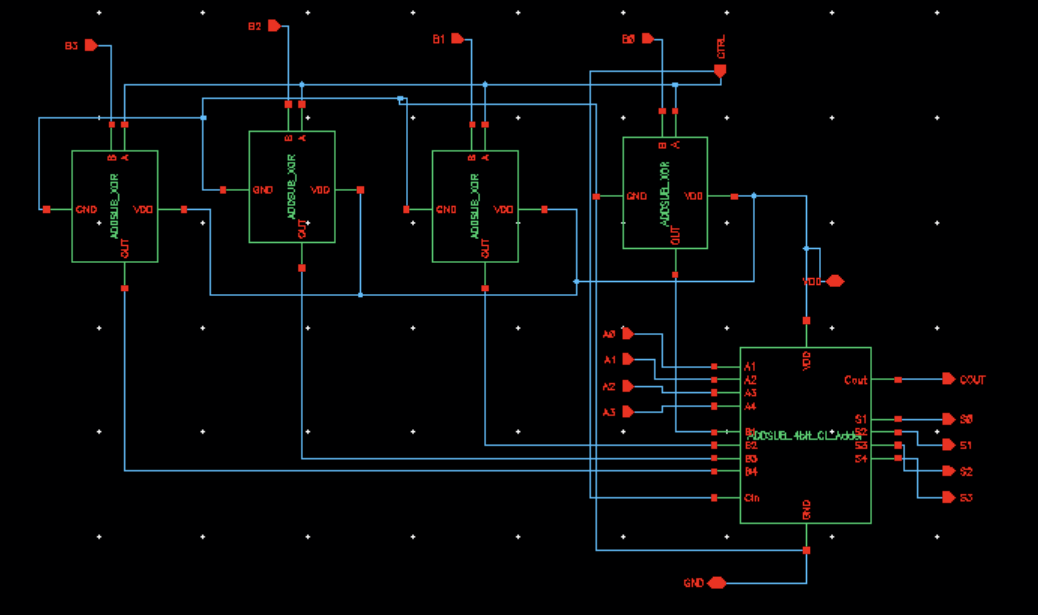 B3
B2
B1
B0
CTRL
B A
GND
ADDSUB_XOR
VDD
OUT
B A
GND
ADDSUB_XOR
VDD
OUT
B A
GND
ADDSUB_XOR
VDD
OUT
B A
GND
ADDSUB_XOR
VDD
OUT
VDD
A0
A1
A2
A3
VDD
A1
A2
A3
A4
B1
B2
B3
B4
Cin
ADDSUB_4bit_CL_Adder
Cout
S1
S2
S3
S4
GND
COUT
S0
S1
S2
S3
GND